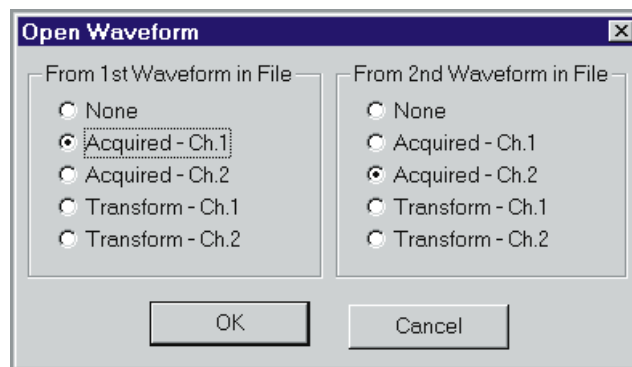 Open Waveform
From 1st Waveform in File
None
Acquired - Ch.1
Acquired - Ch.2
Transform - Ch.1
Transform - Ch.2
From 2nd Waveform in File
None
Acquired - Ch.1
Acquired - Ch.2
Transform - Ch.1
Transform - Ch.2
OK
Cancel